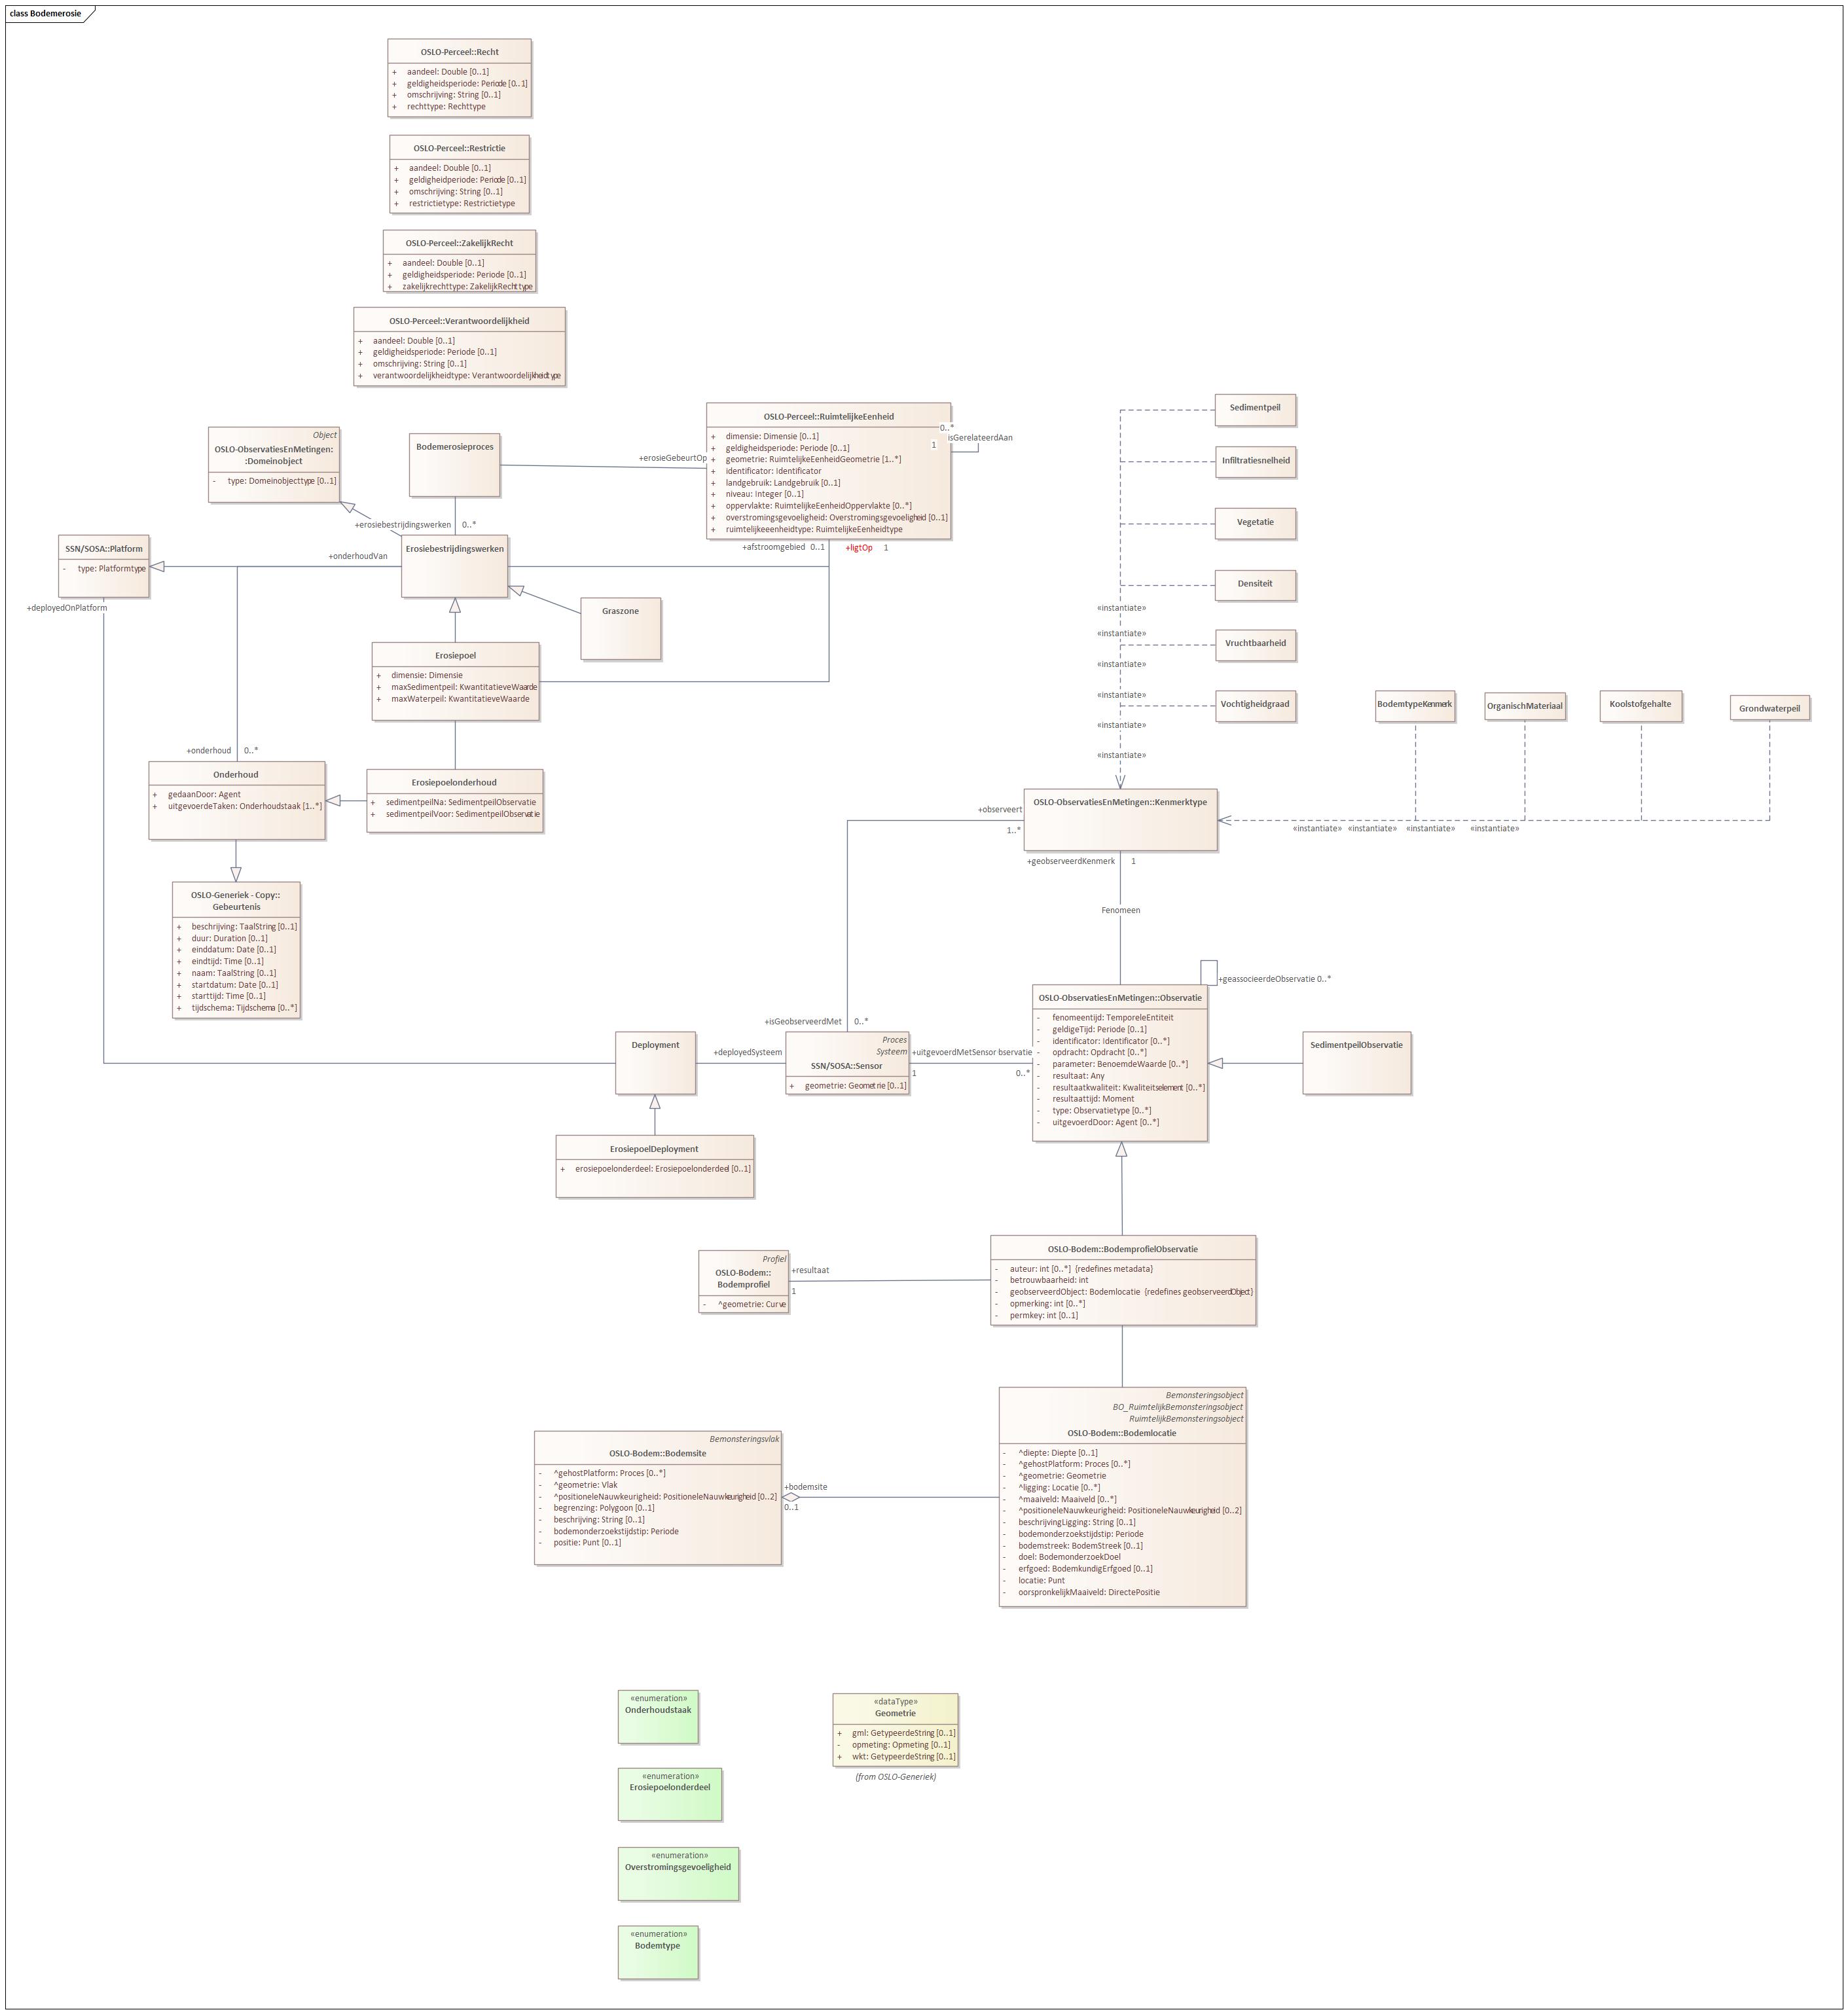 class Bodemerosie
OSLO-Perceel::Recht
+ aandeel: Double [0..1]
+ geldigheidsperiode: Periode [0..1]
+ omschrijving: String [0..1]
+ rechttype: Rechttype
OSLO-Perceel::Restrictie
+ aandeel: Double [0..1]
+ geldigheidperiode: Periode [0..1]
+ omschrijving: String [0..1]
+ restrictietype: Restrictietype
OSLO-Perceel::ZakelijkRecht
+ aandeel: Double [0..1]
+ geldigheidsperiode: Periode [0..1]
+ zakelijkrechttype: ZakelijkRechttype
OSLO-Perceel::Verantwoordelijkheid
+ aandeel: Double [0..1]
+ geldigheidsperiode: Periode [0..1]
+ omschrijving: String [0..1]
+ verantwoordelijkheidtype: Verantwoordelijkheidtype
Object
OSLO-ObservatiesEnMetingen:
:Domeinobject
- type: Domeinobjecttype [0..1]
Bodemerosieproces
+erosieGebeurtOp
OSLO-Perceel::RuimtelijkeEenheid
+ dimensie: Dimensie [0..1]
+ geldigheidsperiode: Periode [0..1]
+ geometrie: RuimtelijkeEenheidGeometrie [1..*]
+ identificator: Identificator
+ landgebruik: Landgebruik [0..1]
+ niveau: Integer [0..1]
+ oppervlakte: RuimtelijkeEenheidOppervlakte [0..*]
+ overstromingsgevoeligheid: Overstromingsgevoeligheid [0..1]
+ ruimtelijkeeenheidtype: RuimtelijkeEenheidtype
0..*
isGerelateerdAan
1
+erosiebestrijdingswerken 0..*
+afstroomgebied 0..1 +ligtOp 1
SSN/SOSA::Platform
- type: Platformtype
+onderhoudVan
Erosiebestrijdingswerken
+deployedOnPlatform
Graszone
Erosiepoel
+ dimensie: Dimensie
+ maxSedimentpeil: KwantitatieveWaarde
+ maxWaterpeil: KwantitatieveWaarde
+onderhoud 0..*
Onderhoud
+ gedaanDoor: Agent
+ uitgevoerdeTaken: Onderhoudstaak [1..*]
Erosiepoelonderhoud
+ sedimentpeilNa: SedimentpeilObservatie
+ sedimentpeilVoor: SedimentpeilObservatie
OSLO-Generiek - Copy::
Gebeurtenis
+ beschrijving: TaalString [0..1]
+ duur: Duration [0..1]
+ einddatum: Date [0..1]
+ eindtijd: Time [0..1]
+ naam: TaalString [0..1]
+ startdatum: Date [0..1]
+ starttijd: Time [0..1]
+ tijdschema: Tijdschema [0..*]
Sedimentpeil
Infiltratiesnelheid
Vegetatie
Densiteit
«instantiate»
«instantiate»
Vruchtbaarheid
«instantiate»
«instantiate»
Vochtigheidgraad
«instantiate»
«instantiate»
BodemtypeKenmerk
OrganischMateriaal
Koolstofgehalte
Grondwaterpeil
OSLO-ObservatiesEnMetingen::Kenmerktype
+observeert
1..*
«instantiate» «instantiate» «instantiate» «instantiate»
+geobserveerdKenmerk 1
Fenomeen
+geassocieerdeObservatie 0..*
OSLO-ObservatiesEnMetingen::Observatie
- fenomeentijd: TemporeleEntiteit
- geldigeTijd: Periode [0..1]
- identificator: Identificator [0..*]
- opdracht: Opdracht [0..*]
- parameter: BenoemdeWaarde [0..*]
- resultaat: Any
- resultaatkwaliteit: Kwaliteitselement [0..*]
- resultaattijd: Moment
- type: Observatietype [0..*]
- uitgevoerdDoor: Agent [0..*]
SedimentpeilObservatie
+isGeobserveerdMet 0..*
Deployment
+deployedSysteem
Proces
Systeem
SSN/SOSA::Sensor
+ geometrie: Geometrie [0..1]
+uitgevoerdMetSensor bservatie
1
0..*
ErosiepoelDeployment
+ erosiepoelonderdeel: Erosiepoelonderdeel [0..1]
Profiel
OSLO-Bodem::
Bodemprofiel
- ^geometrie: Curve
+resultaat
1
OSLO-Bodem::BodemprofielObservatie
- auteur: int [0..*] {redefines metadata}
- betrouwbaarheid: int
- geobserveerdObject: Bodemlocatie {redefines geobserveerdObject}
- opmerking: int [0..*]
- permkey: int [0..1]
Bemonsteringsobject
BO_RuimtelijkBemonsteringsobject
RuimtelijkBemonsteringsobject
OSLO-Bodem::Bodemlocatie
- ^diepte: Diepte [0..1]
- ^gehostPlatform: Proces [0..*]
- ^geometrie: Geometrie
- ^ligging: Locatie [0..*]
- ^maaiveld: Maaiveld [0..*]
- ^positioneleNauwkeurigheid: PositioneleNauwkeurigheid [0..2]
- beschrijvingLigging: String [0..1]
- bodemonderzoekstijdstip: Periode
- bodemstreek: BodemStreek [0..1]
- doel: BodemonderzoekDoel
- erfgoed: BodemkundigErfgoed [0..1]
- locatie: Punt
- oorspronkelijkMaaiveld: DirectePositie
Bemonsteringsvlak
OSLO-Bodem::Bodemsite
- ^gehostPlatform: Proces [0..*]
- ^geometrie: Vlak
- ^positioneleNauwkeurigheid: PositioneleNauwkeurigheid [0..2]
- begrenzing: Polygoon [0..1]
- beschrijving: String [0..1]
- bodemonderzoekstijdstip: Periode
- positie: Punt [0..1]
+bodemsite
0..1
«enumeration»
Onderhoudstaak
«dataType»
Geometrie
+ gml: GetypeerdeString [0..1]
- opmeting: Opmeting [0..1]
+ wkt: GetypeerdeString [0..1]
(from OSLO-Generiek)
«enumeration»
Erosiepoelonderdeel
«enumeration»
Overstromingsgevoeligheid
«enumeration»
Bodemtype